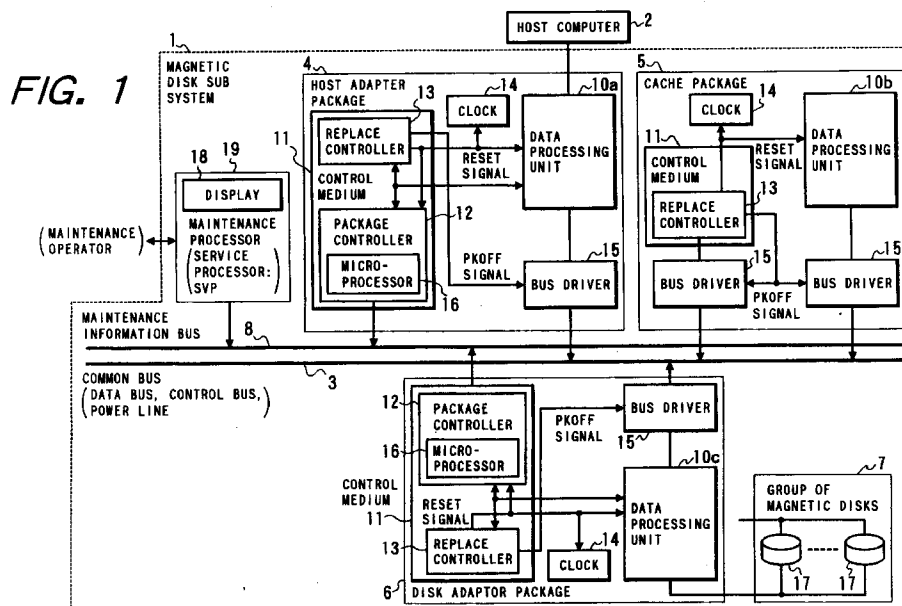 FIG. 1
HOST COMPUTER
2
1
MAGNETIC
DISK SUB
SYSTEM
4
HOST ADAPTER
PACKAGE
13
14
CLOCK
10a
11
REPLACE
CONTROLLER
RESET
SIGNAL
DATA
PROCESSING
UNIT
CONTROL
MEDIUM
12
PACKAGE
CONTROLLER
MICRO-
PROCESSOR
16
PKOFF
SIGNAL
15
BUS DRIVER
5
CACHE PACKAGE
14
CLOCK
10b
11
RESET
SIGNAL
DATA
PROCESSING
UNIT
CONTROL
MEDIUM
13
REPLACE
CONTROLLER
15
15
BUS
DRIVER
PKOFF
SIGNAL
BUS DRIVER
18
19
DISPLAY
(MAINTENANCE)
OPERATOR
MAINTENANCE
PROCESSOR
(SERVICE
PROCESSOR:
SVP)
MAINTENANCE
INFORMATION BUS
8
3
COMMON BUS
(DATA BUS, CONTROL BUS,
POWER LINE)
12
PACKAGE
CONTROLLER
16
MICRO-
PROCESSOR
PKOFF
SIGNAL
BUS DRIVER
15
10c
CONTROL
MEDIUM
11
RESET
SIGNAL
13
REPLACE
CONTROLLER
14
CLOCK
DATA
PROCESSING
UNIT
6
DISK ADAPTOR PACKAGE
7
GROUP OF
MAGNETIC DISKS
17
17